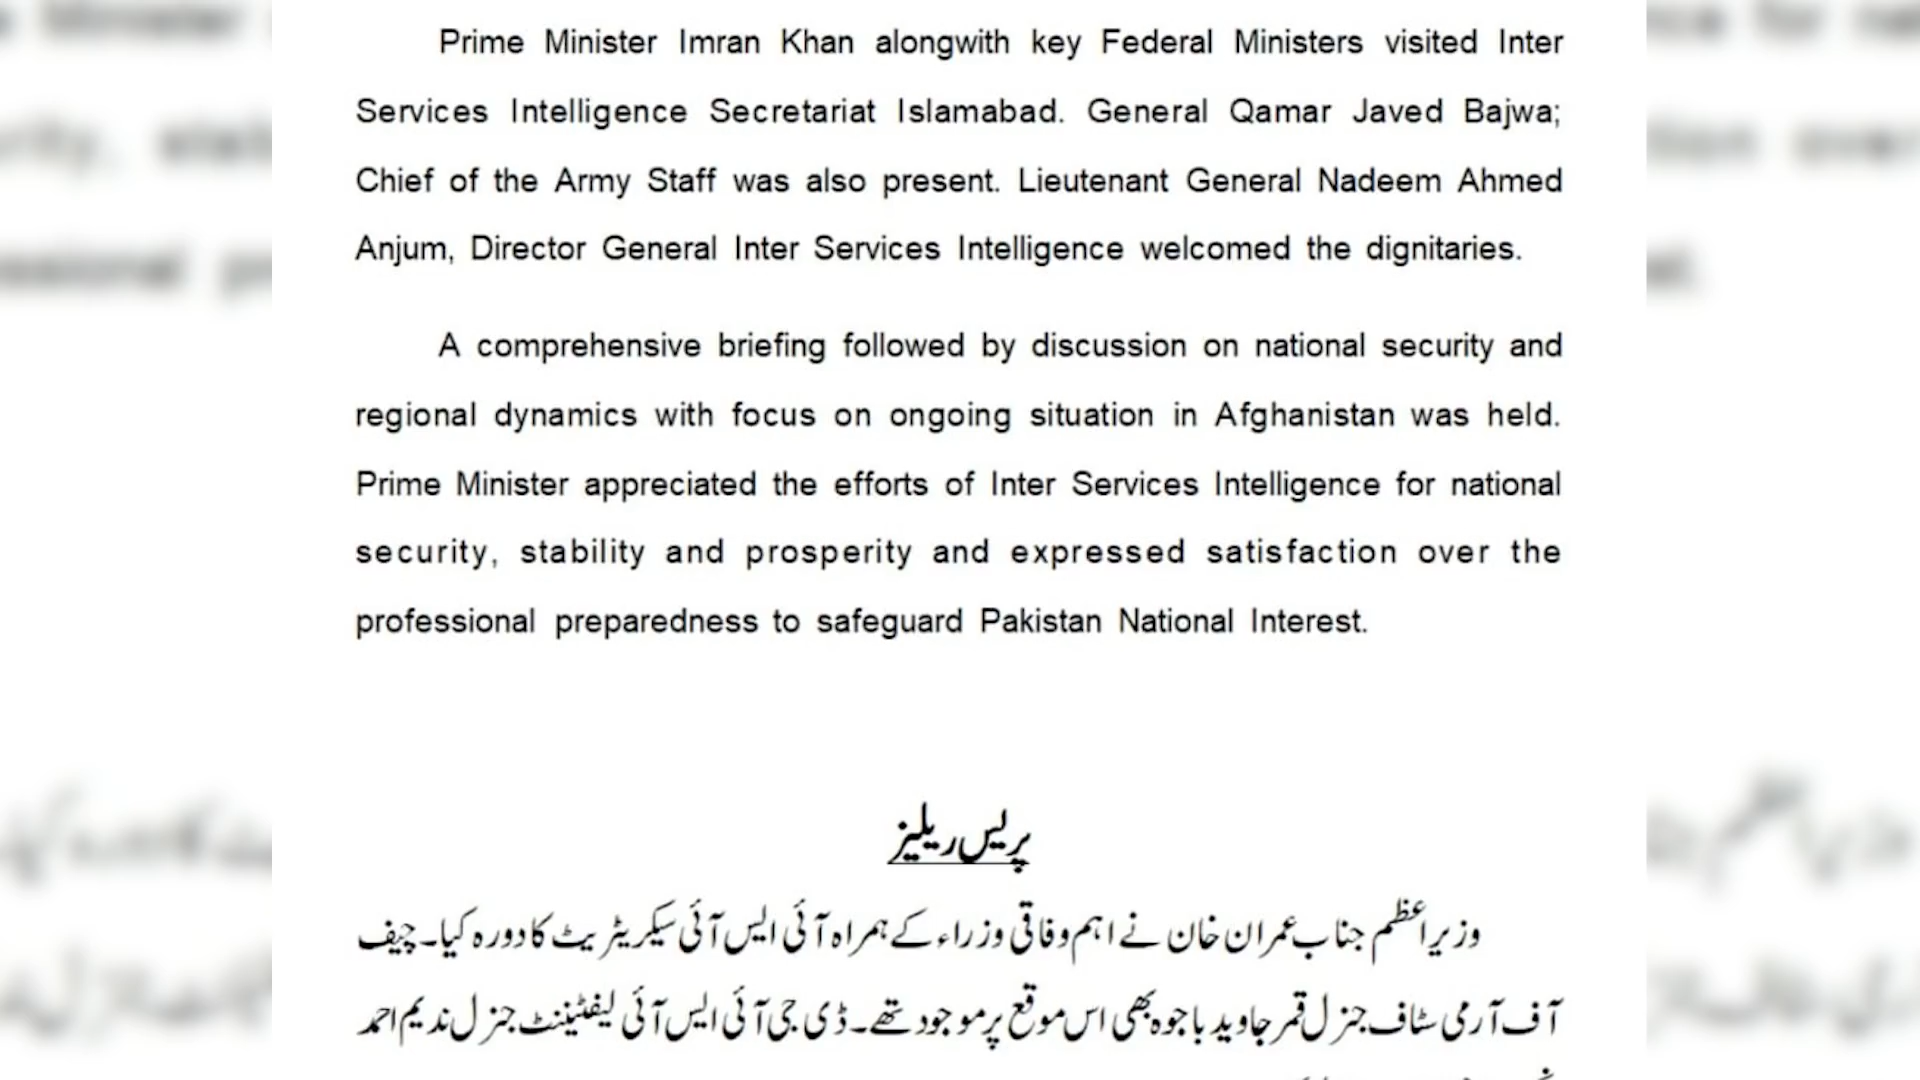 Prime Minister Imran Khan alongwith key Federal Ministers visited Inter
Services Intelligence Secretariat Islamabad. General Qamar Javed Bajwa;
Chief of the Army Staff was also present. Lieutenant General Nadeem Ahmed
Anjum, Director General Inter Services Intelligence welcomed the dignitaries.
A comprehensive briefing followed by discussion on national security and
regional dynamics with focus on ongoing situation in Afghanistan was held.
Prime Minister appreciated the efforts of Inter Services Intelligence for national
security, stability and prosperity and expressed satisfaction over the
professional preparedness to safeguard Pakistan National Interest.
پریس ریلیز
وزیراعظم جناب عمران خان نے اہم وفاقی وزراء کے ہمراہ آئی ایس آئی سیکریٹریٹ کا دورہ کیا۔ چیف
آف آرمی سٹاف جنرل قمر جاوید باجوہ بھی اس موقع پر موجود تھے۔ ڈی جی آئی ایس آئی لیفٹیننٹ جنرل ندیم احمد